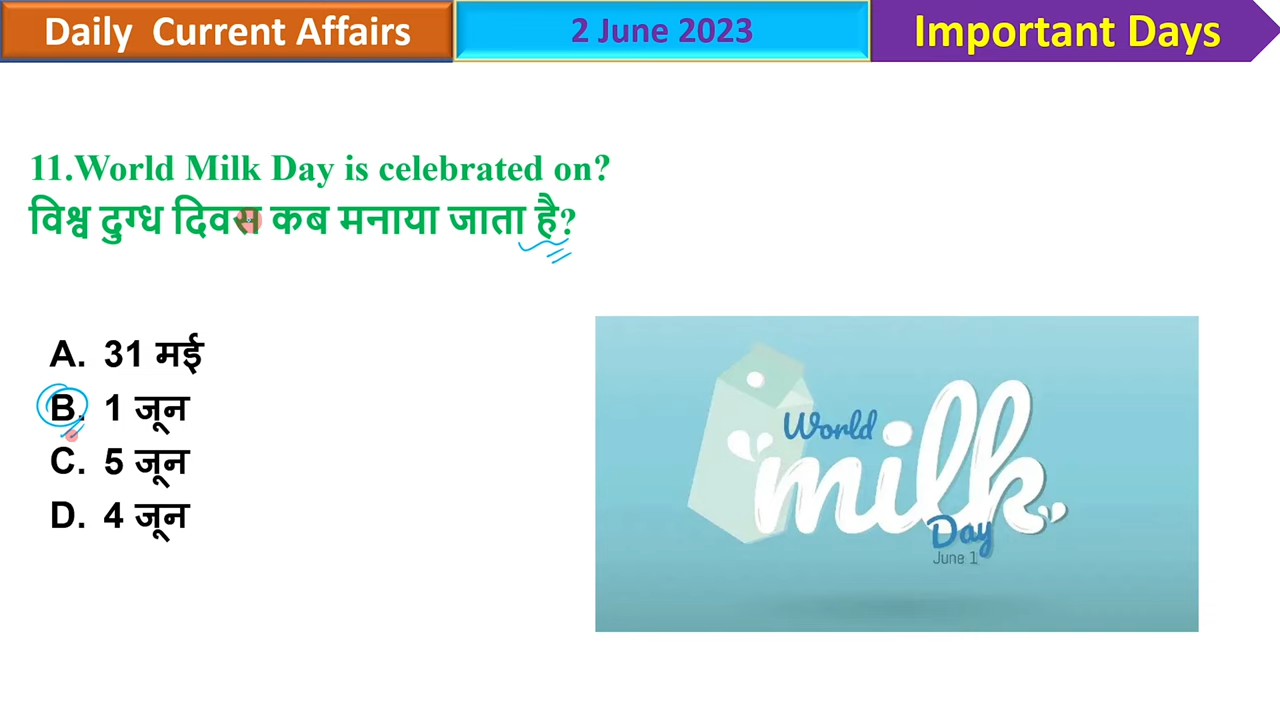 Daily Current Affairs
2 June 2023
Important Days
11.World Milk Day is celebrated on?
विश्व दुग्ध दिवस कब मनाया जाता है?
A. 31 मई
B. 1 जून
C. 5 जून
D. 4 जून
World
milk
Day
June 1